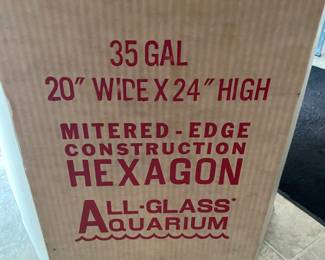 35 GAL
20" WIDE X 24" HIGH
MITERED-EDGE
CONSTRUCTION
HEXAGON
ALL-GLASS
AQUARIUM